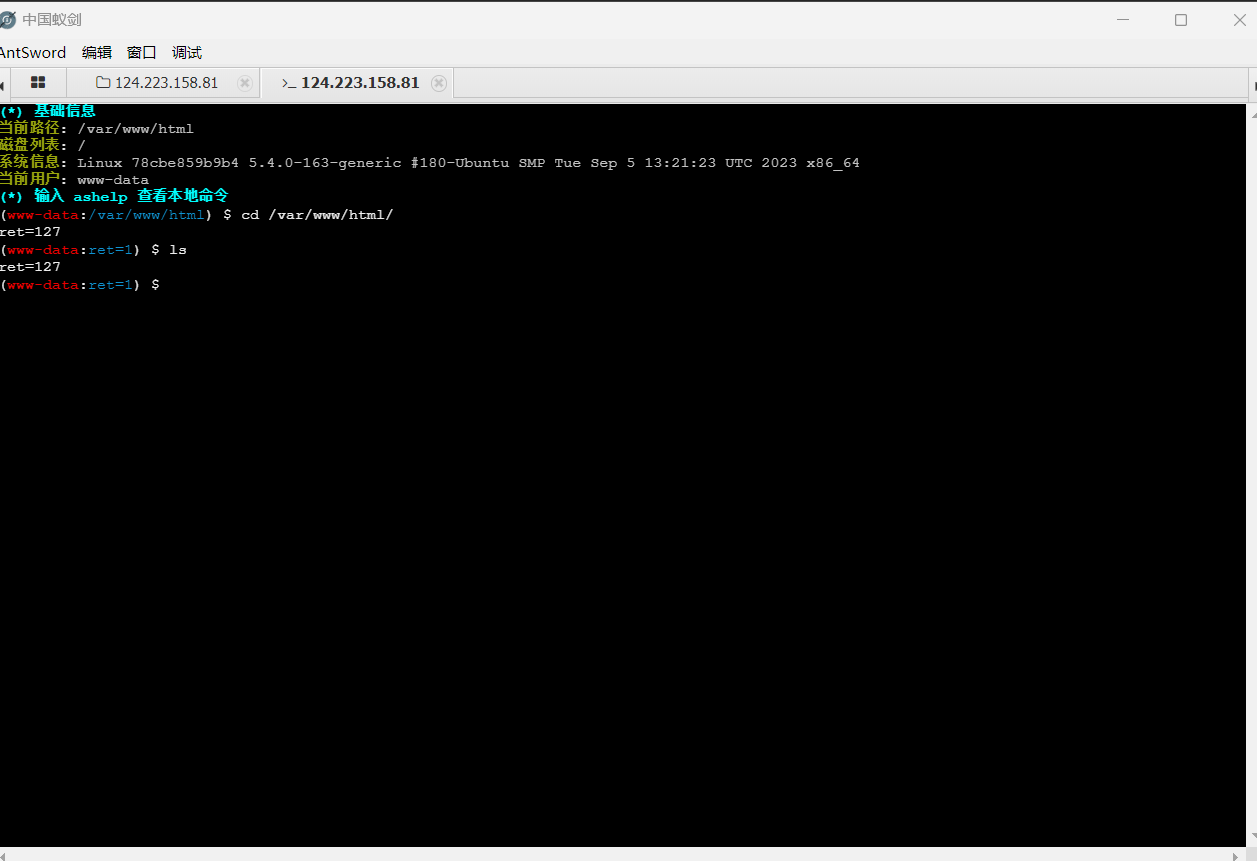 中国蚁剑
AntSword 编辑 窗口 调试
124.223.158.81 >_ 124.223.158.81
(*) 基础信息
当前路径: /var/www/html
磁盘列表: /
系统信息: Linux 78cbe859b9b4 5.4.0-163-generic #180-Ubuntu SMP Tue Sep 5 13:21:23 UTC 2023 x86_64
当前用户: www-data
(*) 输入 ashelp 查看本地命令
(www-data:/var/www/html) $ cd /var/www/html/
ret=127
(www-data:ret=1) $ ls
ret=127
(www-data:ret=1) $